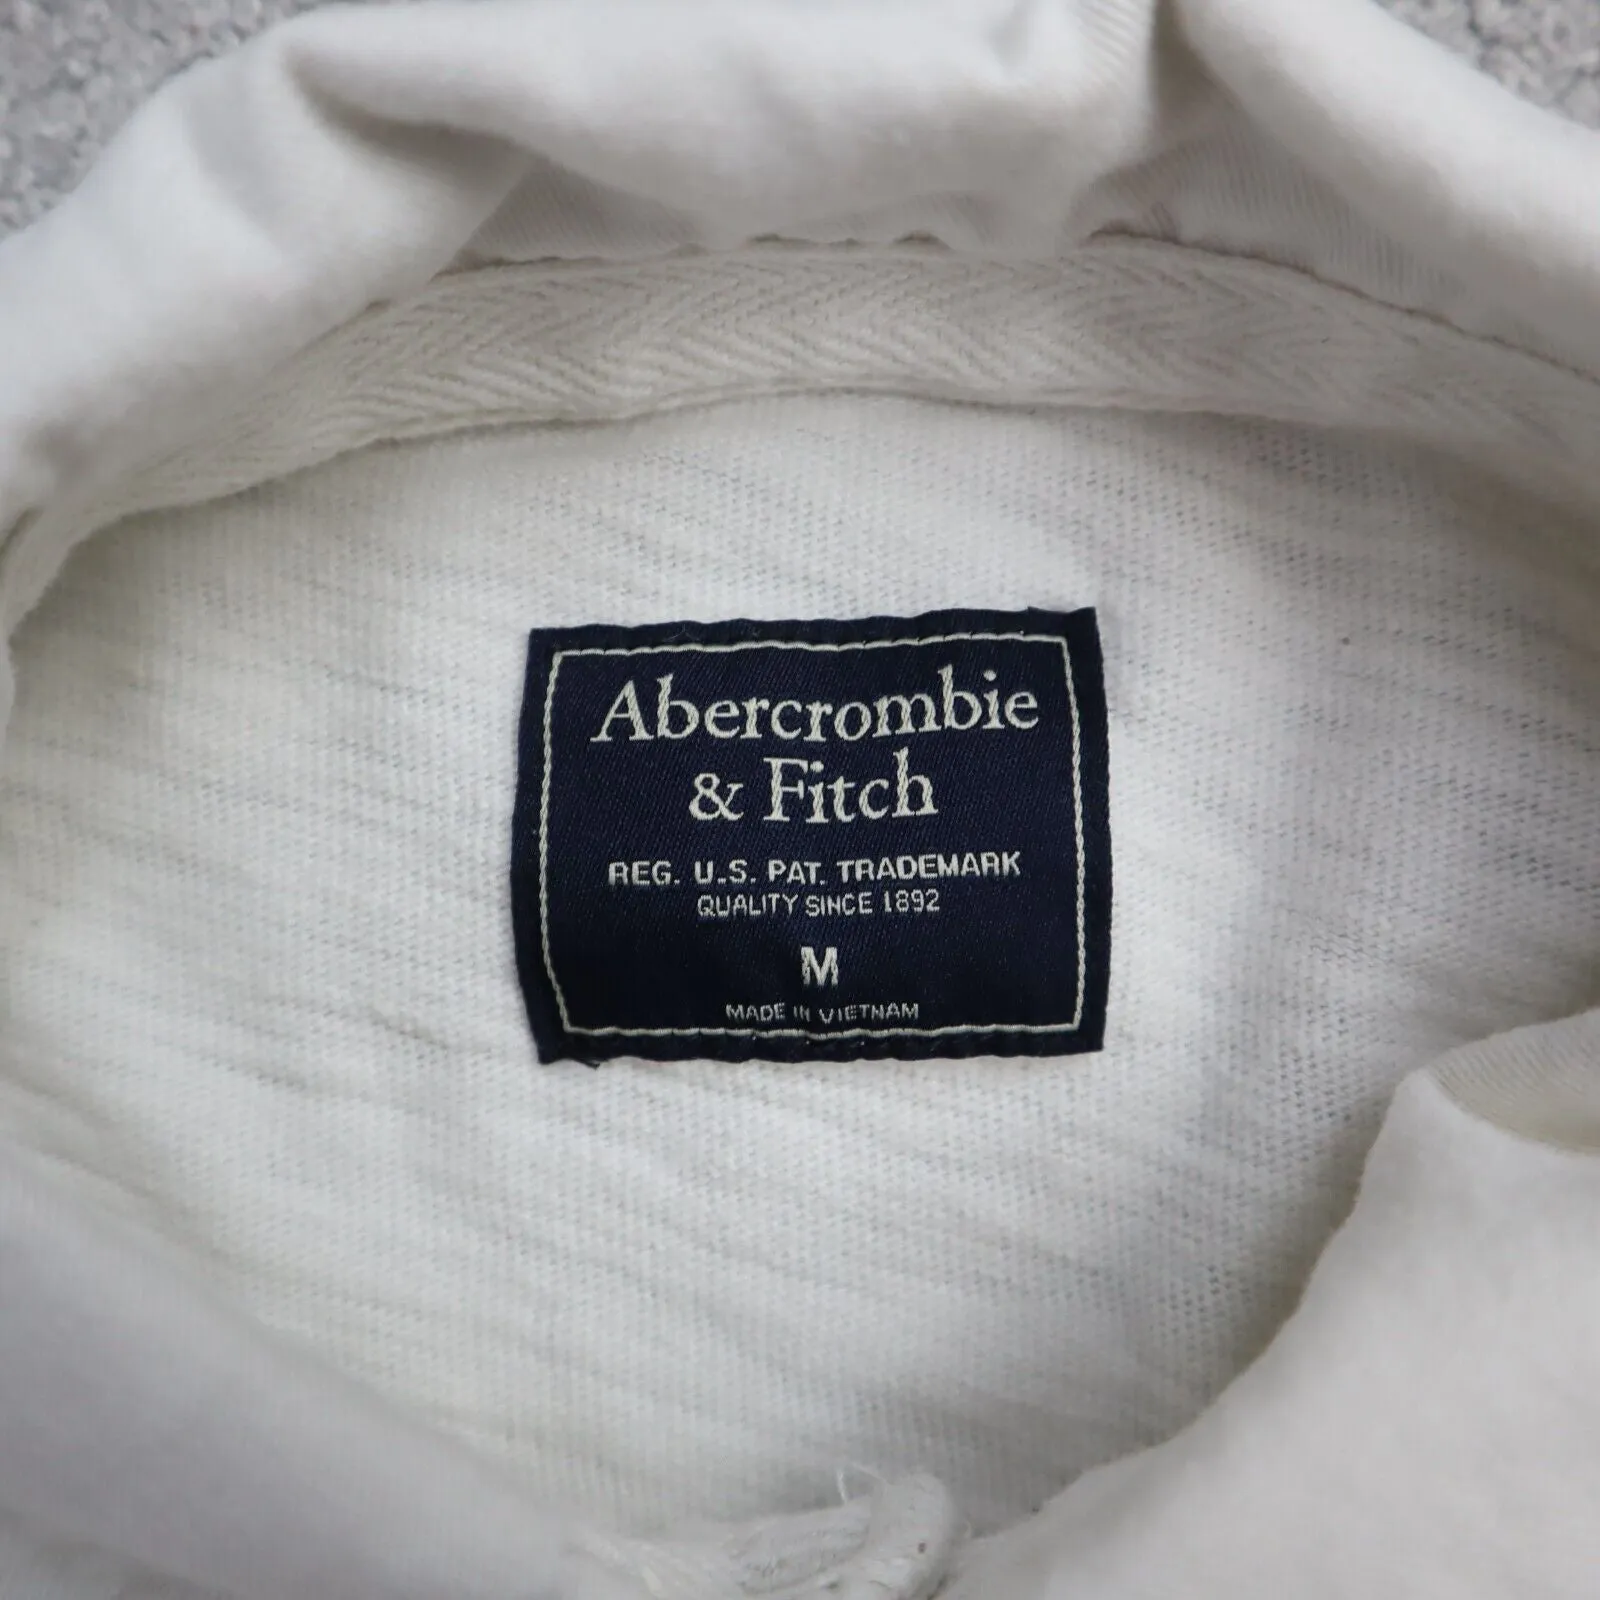 Abercrombie
& Fitch
REG. U.S. PAT. TRADEMARK
QUALITY SINCE 1892
M
MADE IN VIETNAM